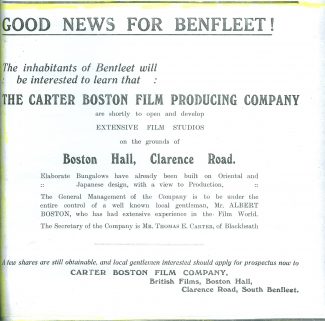 GOOD NEWS FOR BENFLEET!
The inhabitants of Benfleet will
: be interested to learn that :
THE CARTER BOSTON FILM PRODUCING COMPANY
are shortly to open and develop
EXTENSIVE FILM STUDIOS
on the grounds of
Boston Hall, Clarence Road.
Elaborate Bungalows have already been built on Oriental and
:: Japanese design, with a view to Production, ::
The General Management of the Company is to be under the
entire control of a well known local gentleman, Mr. ALBERT
BOSTON, who has had extensive experience in the Film World.
The Secretary of the Company is MR. THOMAS E. CARTER, of Blackheath
A few shares are still obtainable, and local gentlemen interested should apply for prospectus now to
CARTER BOSTON FILM COMPANY,
British Films, Boston Hall,
Clarence Road, South Benfleet.